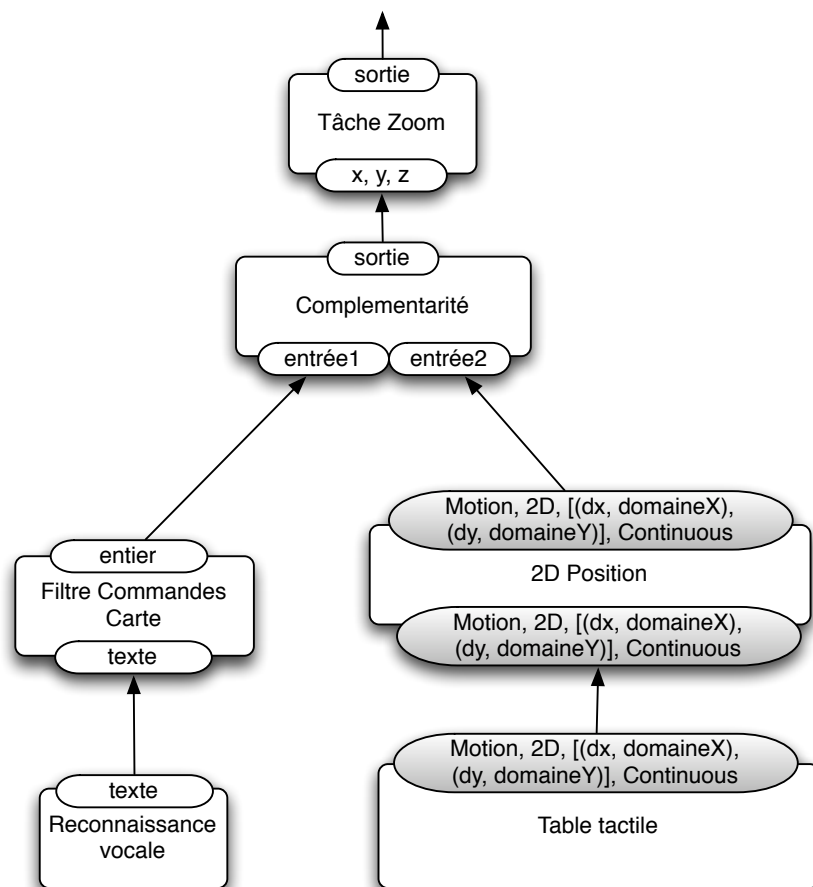 sortie
Tâche Zoom
x, y, z
sortie
Complementarité
entrée1
entrée2
entier
Filtre Commandes
Carte
texte
texte
Reconnaissance
vocale
Motion, 2D, [(dx, domaineX),
(dy, domaineY)], Continuous
2D Position
Motion, 2D, [(dx, domaineX),
(dy, domaineY)], Continuous
Motion, 2D, [(dx, domaineX),
(dy, domaineY)], Continuous
Table tactile